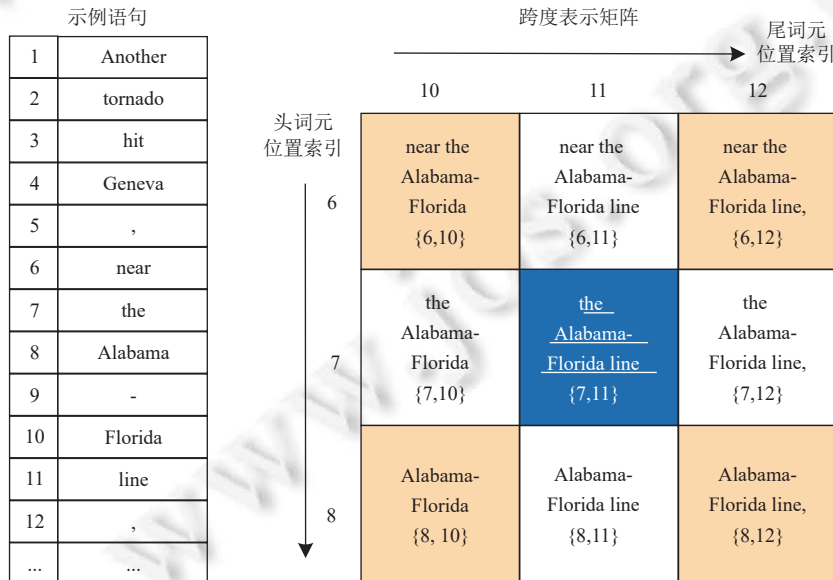 示例语句
1 Another
2 tornado
3 hit
4 Geneva
5 ,
6 near
7 the
8 Alabama
9 -
10 Florida
11 line
12 ,
... ...
跨度表示矩阵
尾词元
位置索引
10 11 12
头词元
位置索引
6
near the
Alabama-
Florida
{6,10}
near the
Alabama-
Florida line
{6,11}
near the
Alabama-
Florida line,
{6,12}
7
the
Alabama-
Florida
{7,10}
the
Alabama-
Florida line
{7,11}
the
Alabama-
Florida line,
{7,12}
8
Alabama-
Florida
{8, 10}
Alabama-
Florida line
{8,11}
Alabama-
Florida line,
{8,12}
www.jos.org